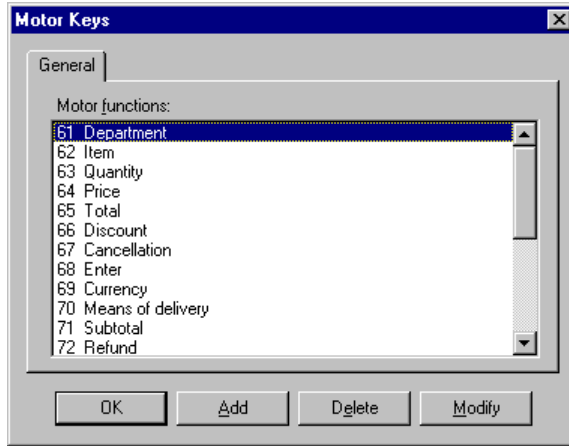 Motor Keys
General
Motor functions:
61 Department
62 Item
63 Quantity
64 Price
65 Total
66 Discount
67 Cancellation
68 Enter
69 Currency
70 Means of delivery
71 Subtotal
72 Refund
OK Add Delete Modify